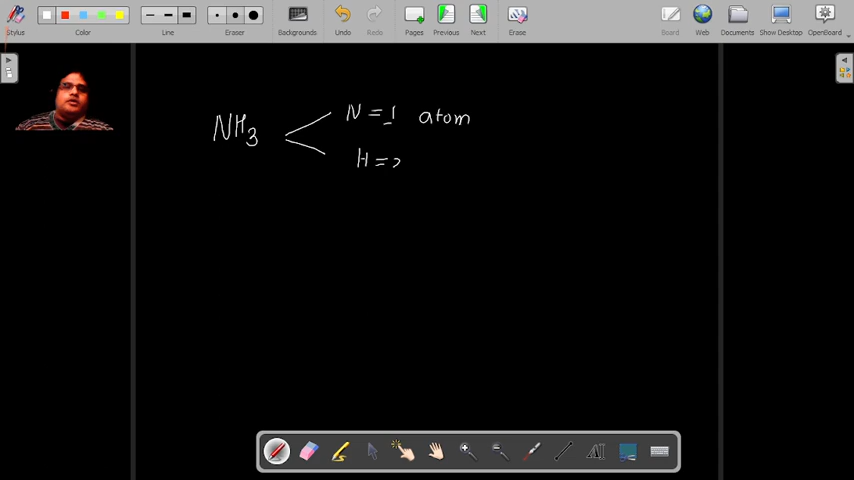 Stylus Color Line Eraser Backgrounds Undo Redo Pages Previous Next Erase Board Web Documents Show Desktop OpenBoard
N = 1 atom
NH3
H =